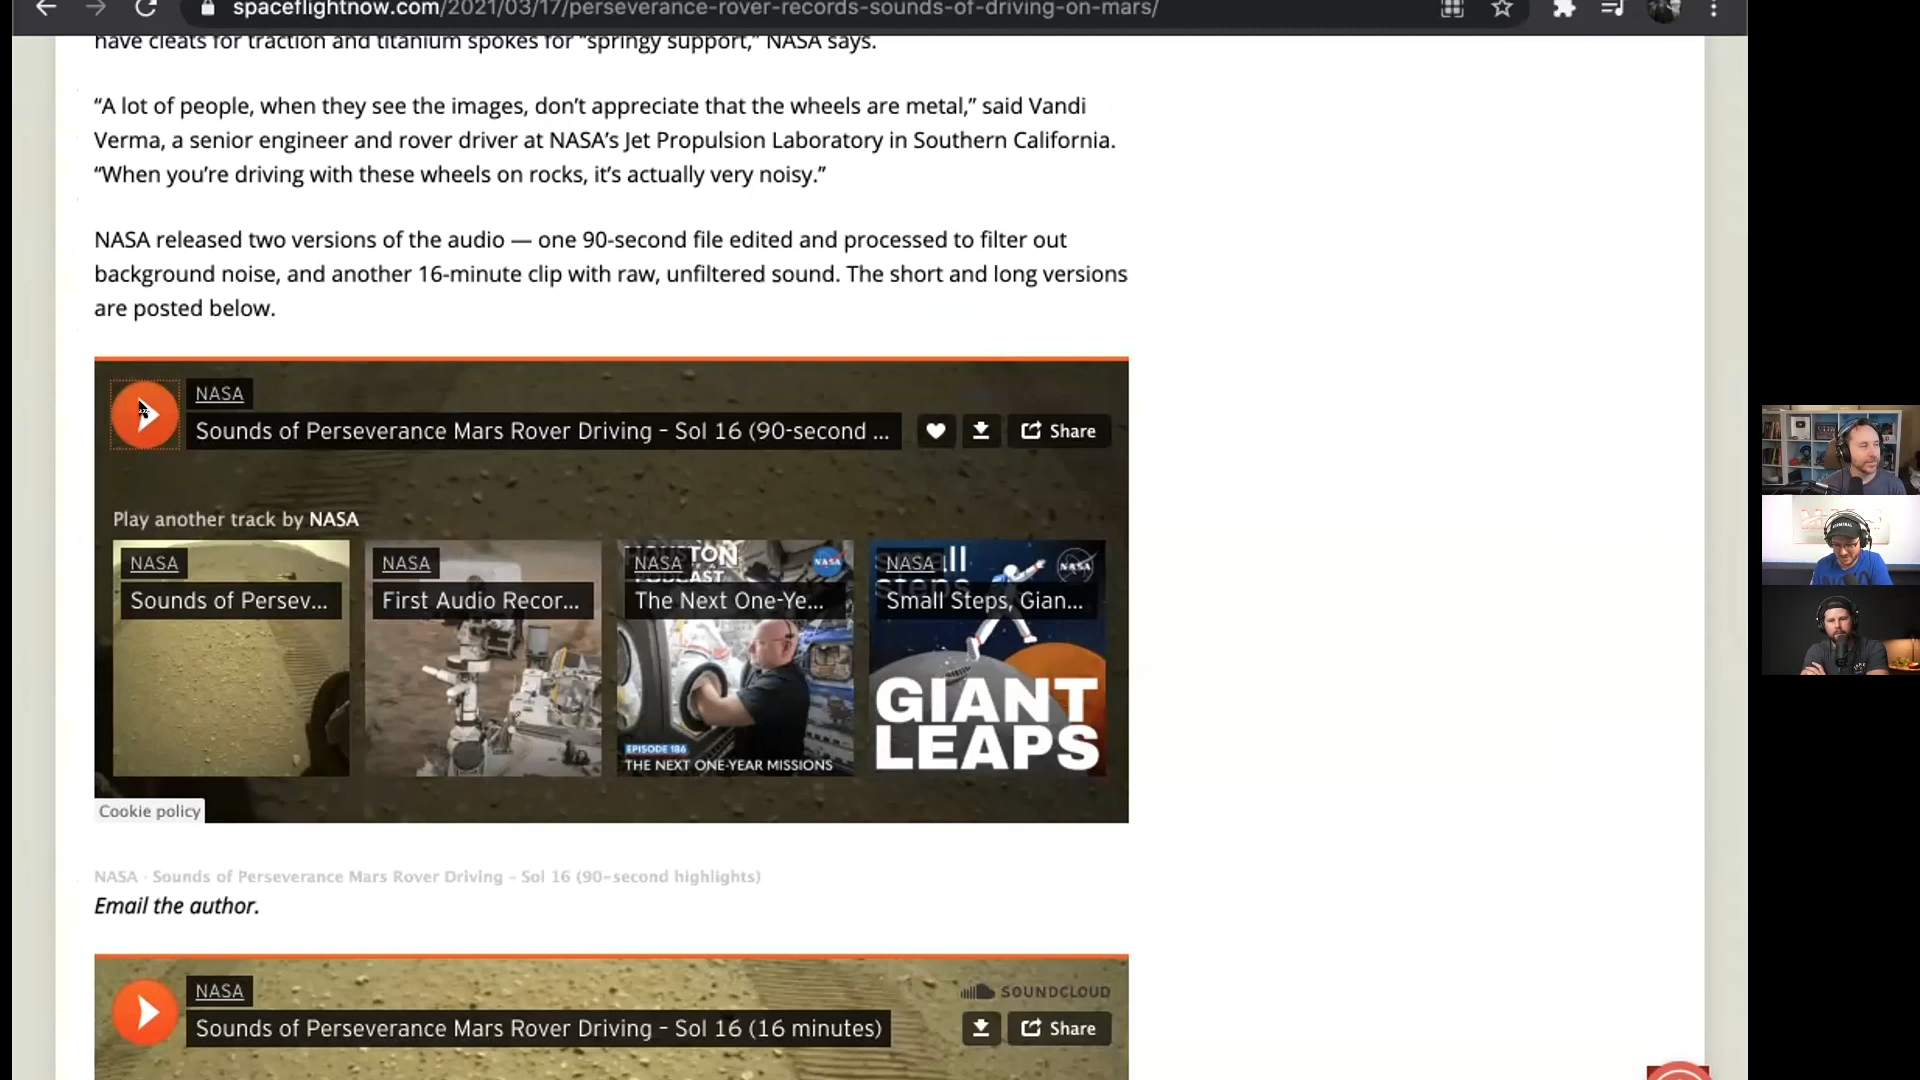 spaceflightnow.com/2021/03/17/perseverance-rover-records-sounds-of-driving-on-mars/
have cleats for traction and titanium spokes for “springy support,” NASA says.
“A lot of people, when they see the images, don’t appreciate that the wheels are metal,” said Vandi
Verma, a senior engineer and rover driver at NASA’s Jet Propulsion Laboratory in Southern California.
“When you’re driving with these wheels on rocks, it’s actually very noisy.”
NASA released two versions of the audio — one 90-second file edited and processed to filter out
background noise, and another 16-minute clip with raw, unfiltered sound. The short and long versions
are posted below.
NASA
Sounds of Perseverance Mars Rover Driving - Sol 16 (90-second ...
Share
Play another track by NASA
NASA
Sounds of Persev...
NASA
First Audio Recor...
HOUSTON
PODCAST
NASA
NASA
The Next One-Ye...
EPISODE 186
THE NEXT ONE-YEAR MISSIONS
NASA
steps
NASA
Small Steps, Gian...
GIANT
LEAPS
Cookie policy
NASA · Sounds of Perseverance Mars Rover Driving - Sol 16 (90-second highlights)
Email the author.
NASA
SOUNDCLOUD
Sounds of Perseverance Mars Rover Driving - Sol 16 (16 minutes)
Share